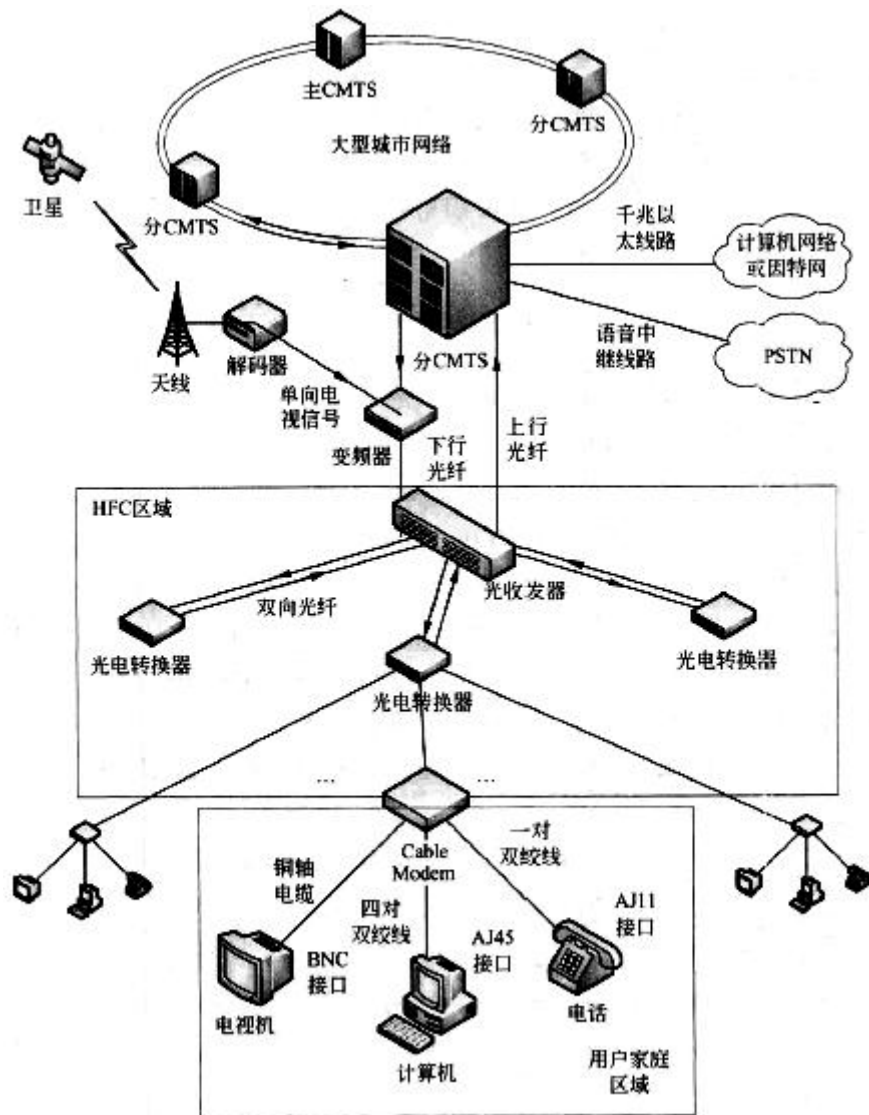 主CMTS
分CMTS
大型城市网络
卫星
分CMTS
千兆以
太线路
计算机网络
或因特网
语音中
继线路
PSTN
分CMTS
解码器
天线
单向电
视信号
变频器
下行
光纤
上行
光纤
HFC区域
光收发器
双向光纤
光电转换器
光电转换器
光电转换器
...
...
Cable
Modem
一对
双绞线
铜轴
电缆
四对
双绞线
AJ11
接口
AJ45
接口
BNC
接口
电视机
电话
计算机
用户家庭
区域